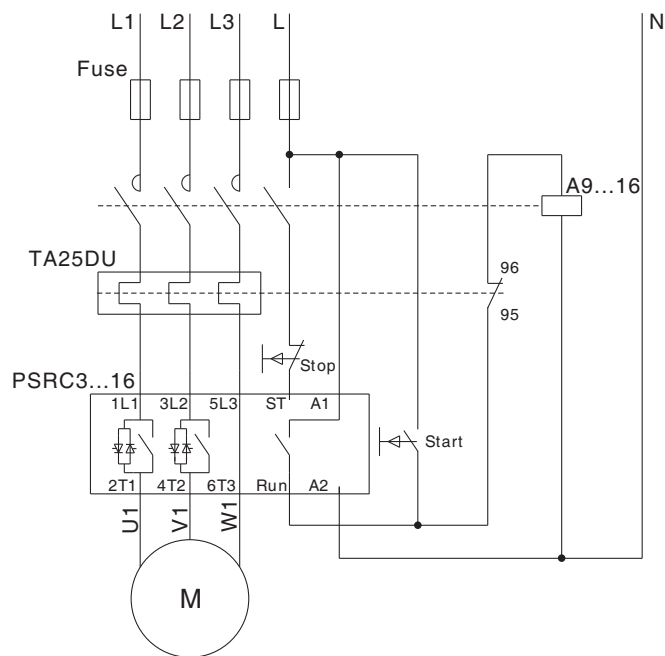 L1 L2 L3 L N
Fuse
A9...16
TA25DU
96
95
Stop
PSRC3...16
1L1 3L2 5L3 ST A1
Start
2T1 4T2 6T3 Run A2
U1 V1 W1
M